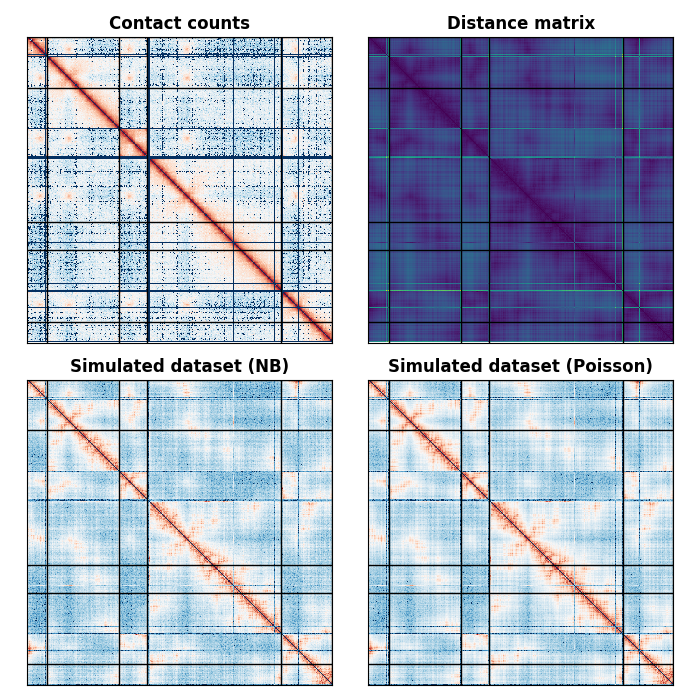 Contact counts
Distance matrix
Simulated dataset (NB)
Simulated dataset (Poisson)